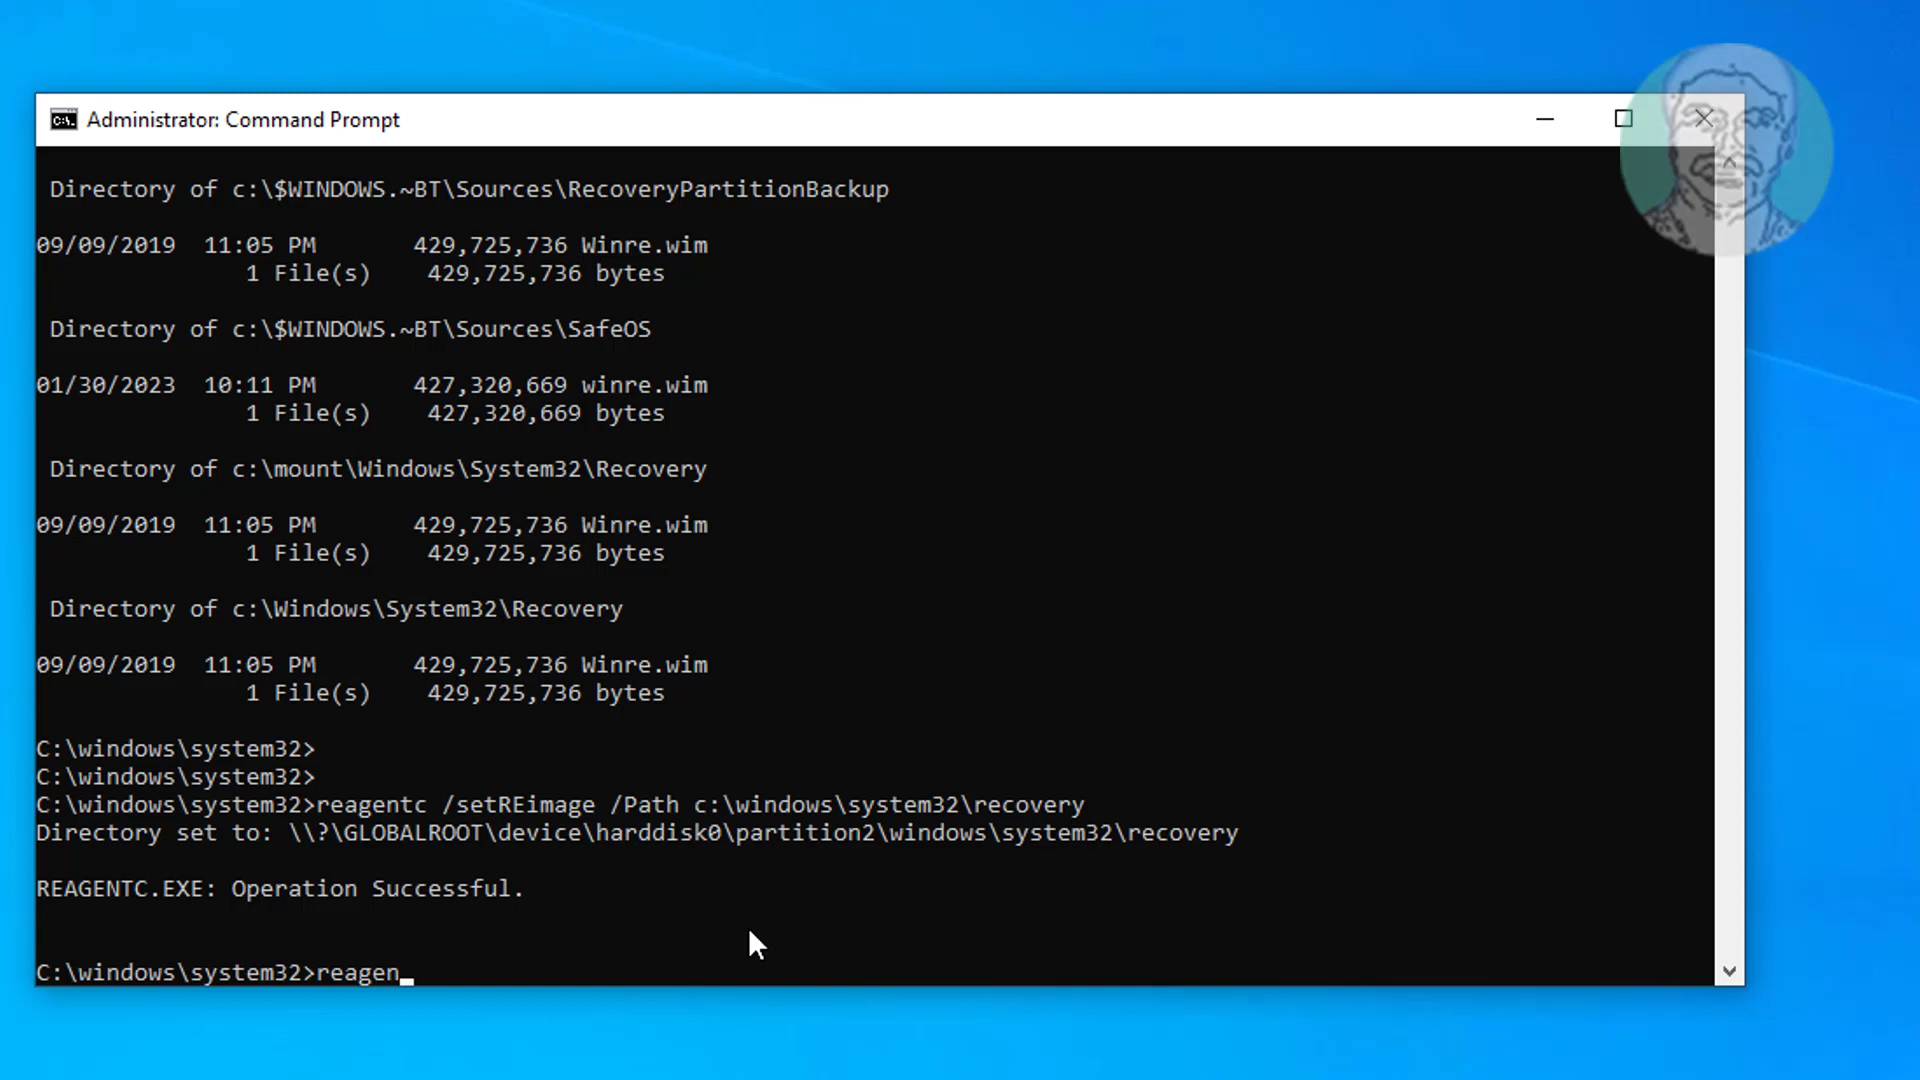 Administrator: Command Prompt
Directory of c:\$WINDOWS.~BT\Sources\RecoveryPartitionBackup
09/09/2019  11:05 PM       429,725,736 Winre.wim
1 File(s)    429,725,736 bytes
Directory of c:\$WINDOWS.~BT\Sources\SafeOS
01/30/2023  10:11 PM       427,320,669 winre.wim
1 File(s)    427,320,669 bytes
Directory of c:\mount\Windows\System32\Recovery
09/09/2019  11:05 PM       429,725,736 Winre.wim
1 File(s)    429,725,736 bytes
Directory of c:\Windows\System32\Recovery
09/09/2019  11:05 PM       429,725,736 Winre.wim
1 File(s)    429,725,736 bytes
C:\windows\system32>
C:\windows\system32>
C:\windows\system32>reagentc /setREimage /Path c:\windows\system32\recovery
Directory set to: \\?\GLOBALROOT\device\harddisk0\partition2\windows\system32\recovery
REAGENTC.EXE: Operation Successful.
C:\windows\system32>reagen